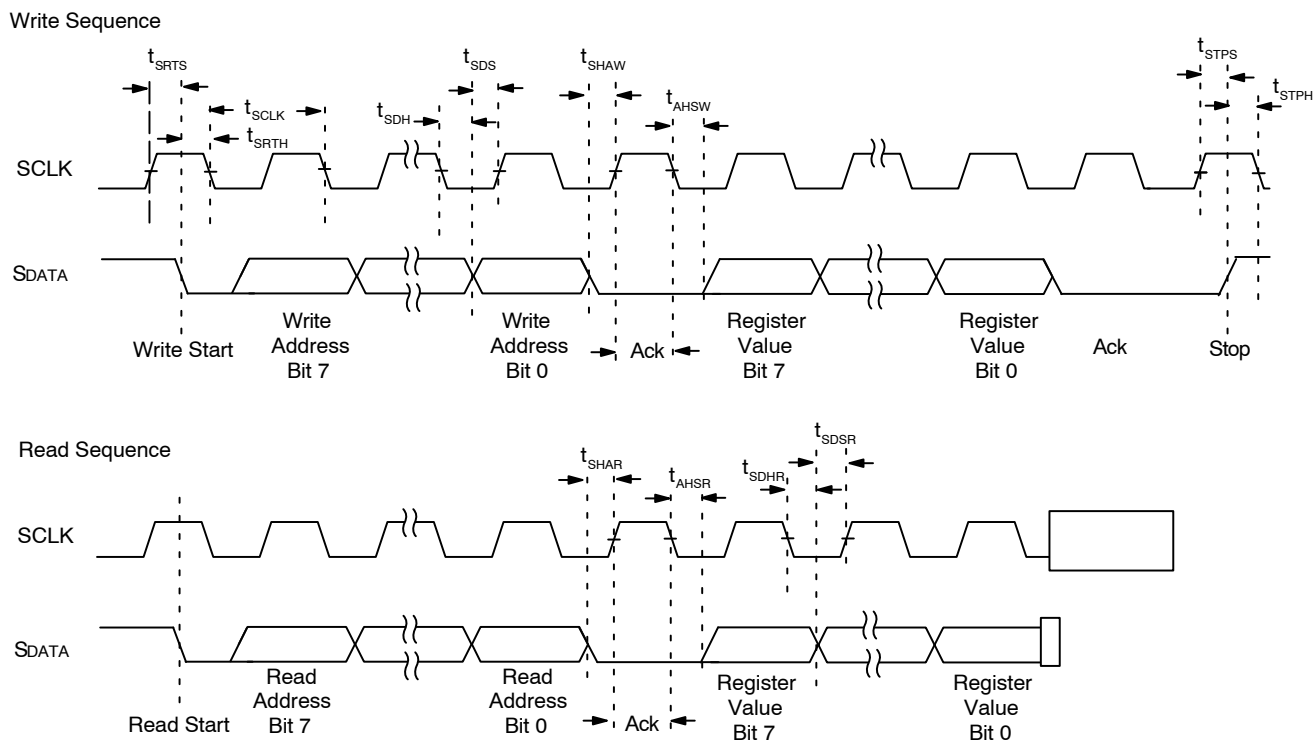 Write Sequence
tSRTS
tSDS
tSHAW
tSTPS
tSCLK
tSDH
tAHSW
tSTPH
tSRTH
SCLK
SDATA
Write Start
Write
Address
Bit 7
Write
Address
Bit 0
Ack
Register
Value
Bit 7
Register
Value
Bit 0
Ack
Stop
Read Sequence
tSHAR
tAHSR
tSDHR
tSDSR
SCLK
SDATA
Read Start
Read
Address
Bit 7
Read
Address
Bit 0
Ack
Register
Value
Bit 7
Register
Value
Bit 0